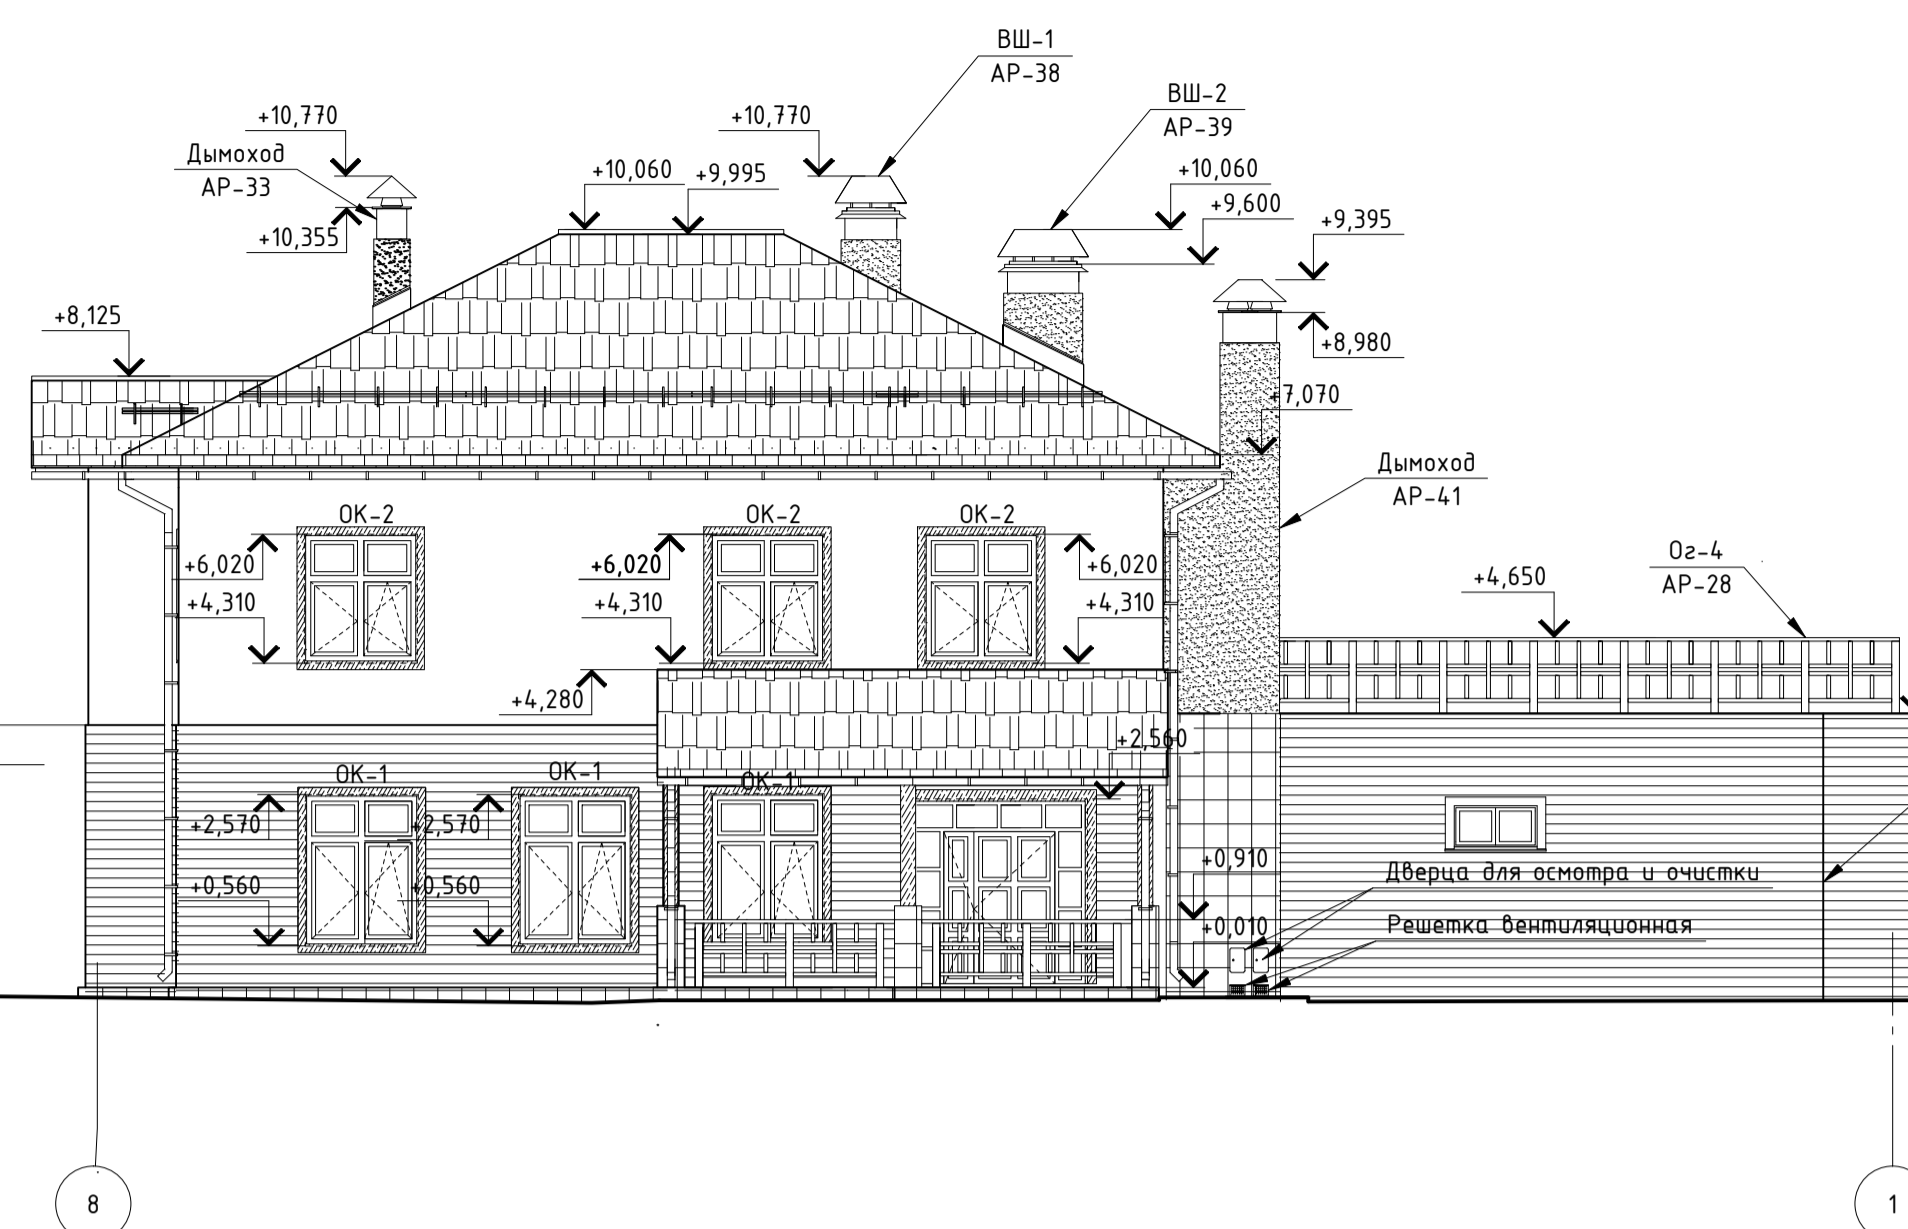 ВШ-1
АР-38
ВШ-2
АР-39
+10,770
+10,770
Дымоход
АР-33
+10,060
+9,995
+10,060
+9,600
+9,395
+10,355
+8,125
+8,980
+7,070
Дымоход
АР-41
ОК-2
ОК-2
ОК-2
+6,020
+6,020
+6,020
Ог-4
АР-28
+4,650
+4,310
+4,310
+4,310
+4,280
+2,560
ОК-1
ОК-1
ОК-1
+2,570
+2,570
+0,910
+0,560
+0,560
Дверца для осмотра и очистки
+0,010
Решетка вентиляционная
8
1